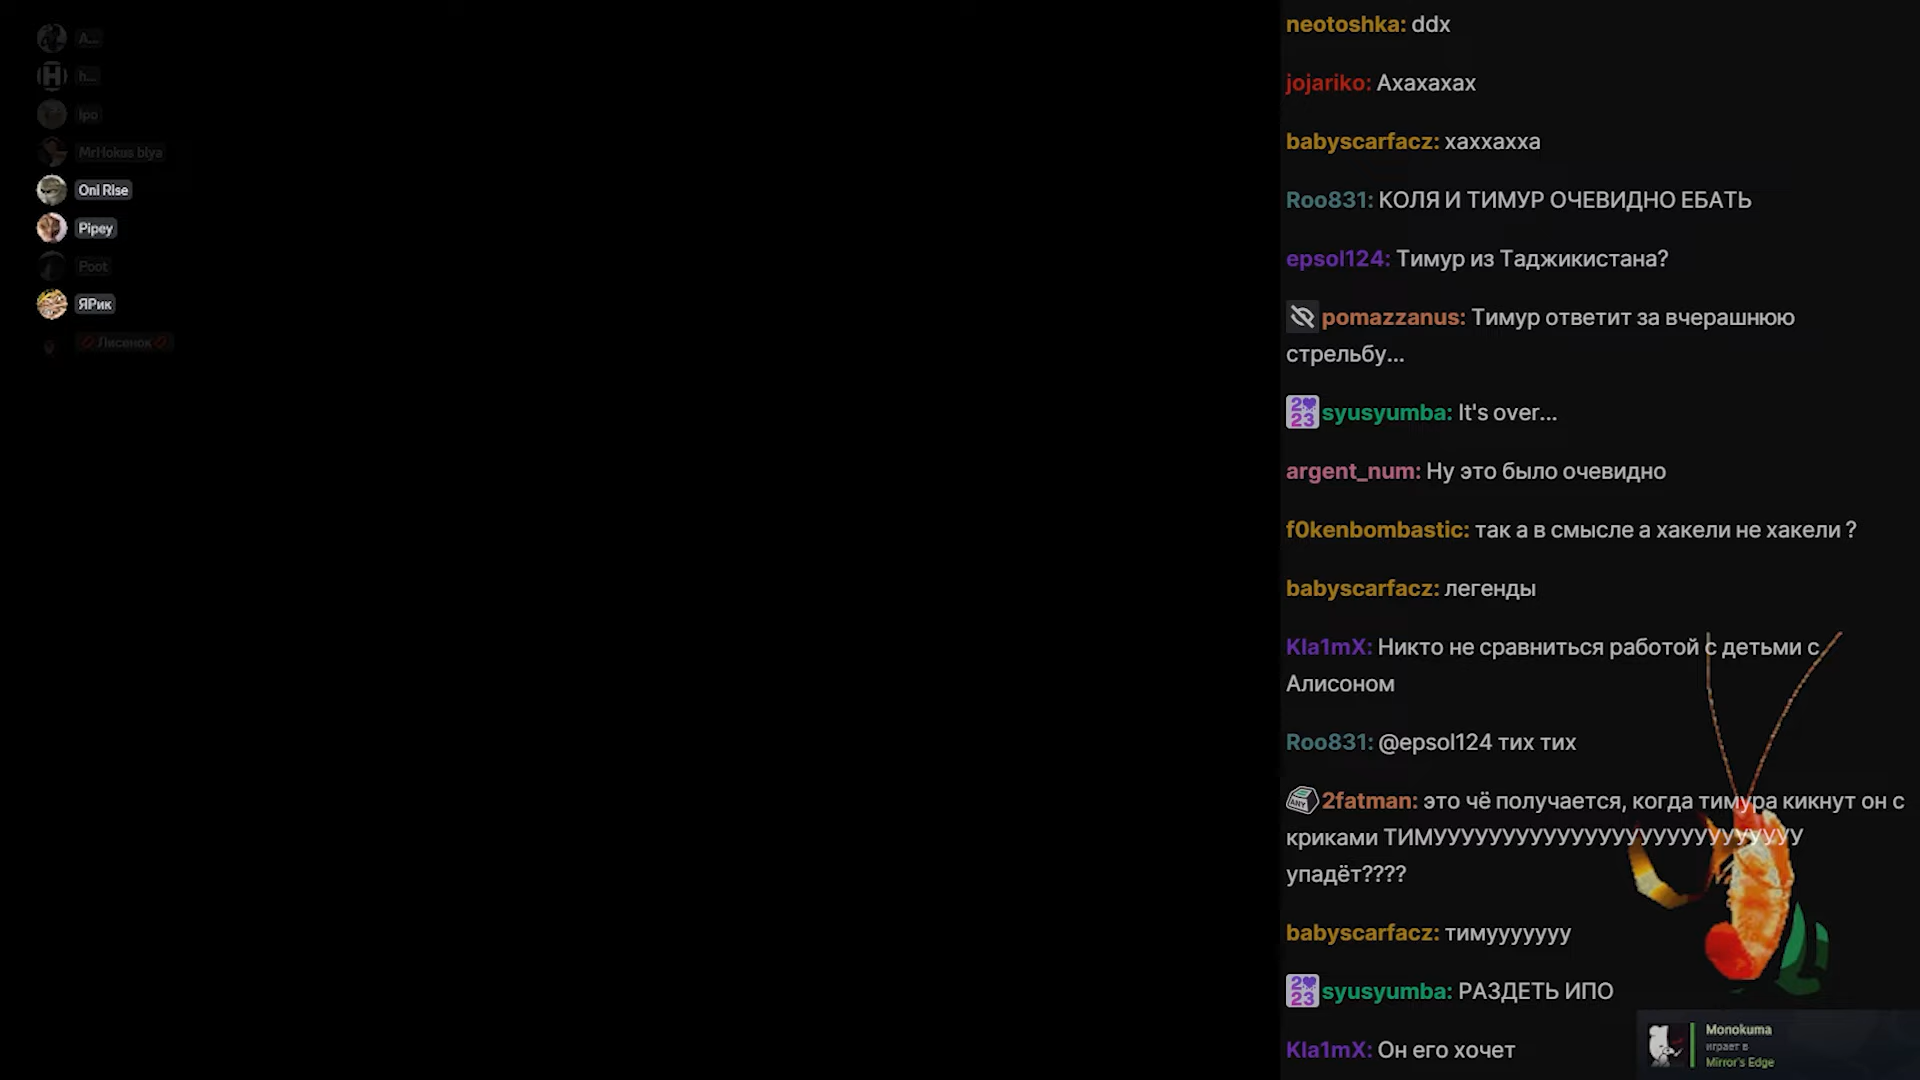 A...
h...
Ipo
MrHokus blya
Oni Rise
Pipey
Poot
ЯРик
Лисенок
neotoshka: ddx
jojariko: Ахахахах
babyscarfacz: хаххахха
Roo831: КОЛЯ И ТИМУР ОЧЕВИДНО ЕБАТЬ
epsol124: Тимур из Таджикистана?
pomazzanus: Тимур ответит за вчерашнюю
стрельбу...
syusyumba: It's over...
argent_num: Ну это было очевидно
f0kenbombastic: так а в смысле а хакели не хакели ?
babyscarfacz: легенды
Kla1mX: Никто не сравниться работой с детьми с
Алисоном
Roo831: @epsol124 тих тих
2fatman: это чё получается, когда тимура кикнут он с
криками ТИМУУУУУУУУУУУУУУУУУУУУУУУУУУУ
упадёт????
babyscarfacz: тимууууууу
syusyumba: РАЗДЕТЬ ИПО
Kla1mX: Он его хочет
Monokuma
играет в
Mirror's Edge